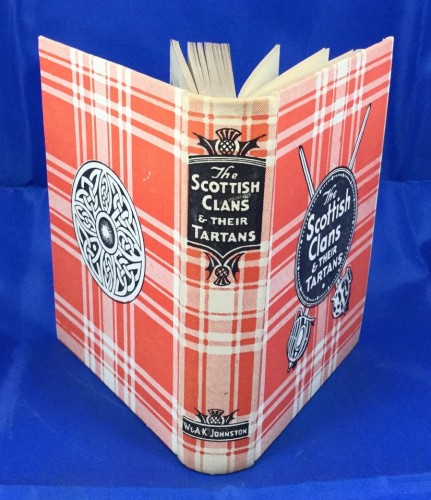 The
SCOTTISH
CLANS
& THEIR
TARTANS
W. & A.K. JOHNSTON
The
Scottish
Clans
& THEIR
TARTANS